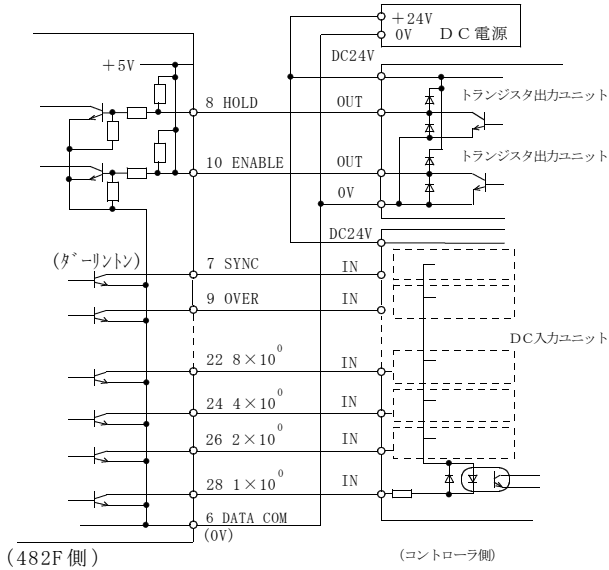 +24V
0V
DC電源
DC24V
+5V
8 HOLD
OUT
トランジスタ出力ユニット
トランジスタ出力ユニット
10 ENABLE
OUT
0V
DC24V
(ダーリントン)
7 SYNC
IN
9 OVER
IN
DC入力ユニット
22 8×10⁰
IN
24 4×10⁰
IN
26 2×10⁰
IN
28 1×10⁰
IN
6 DATA COM
(0V)
(482F側)
(コントローラ側)